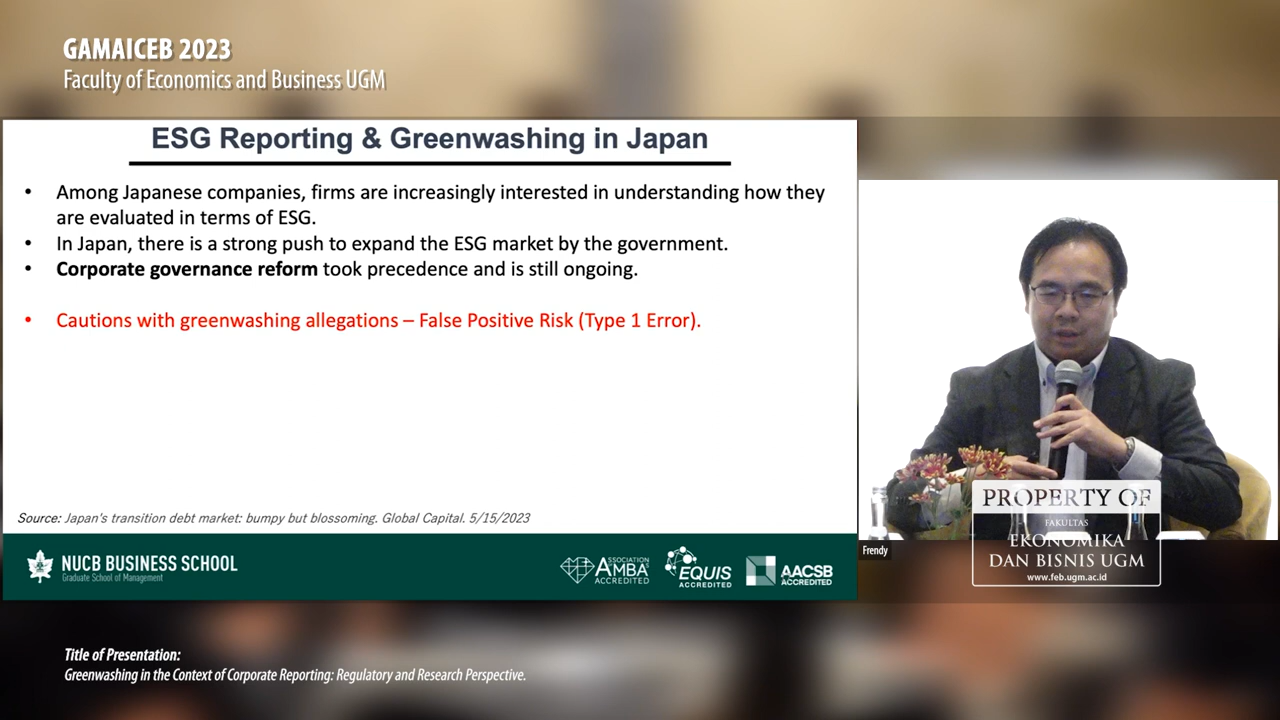 GAMAICEB 2023
Faculty of Economics and Business UGM
ESG Reporting & Greenwashing in Japan
• Among Japanese companies, firms are increasingly interested in understanding how they
are evaluated in terms of ESG.
• In Japan, there is a strong push to expand the ESG market by the government.
• Corporate governance reform took precedence and is still ongoing.
• Cautions with greenwashing allegations – False Positive Risk (Type 1 Error).
Source: Japan's transition debt market: bumpy but blossoming. Global Capital. 5/15/2023
NUCB BUSINESS SCHOOL
Graduate School of Management
ASSOCIATION
AMBA
ACCREDITED
EQUIS
ACCREDITED
AACSB
ACCREDITED
Frendy
PROPERTY OF
FAKULTAS
EKONOMIKA
DAN BISNIS UGM
www.feb.ugm.ac.id
Title of Presentation:
Greenwashing in the Context of Corporate Reporting: Regulatory and Research Perspective.